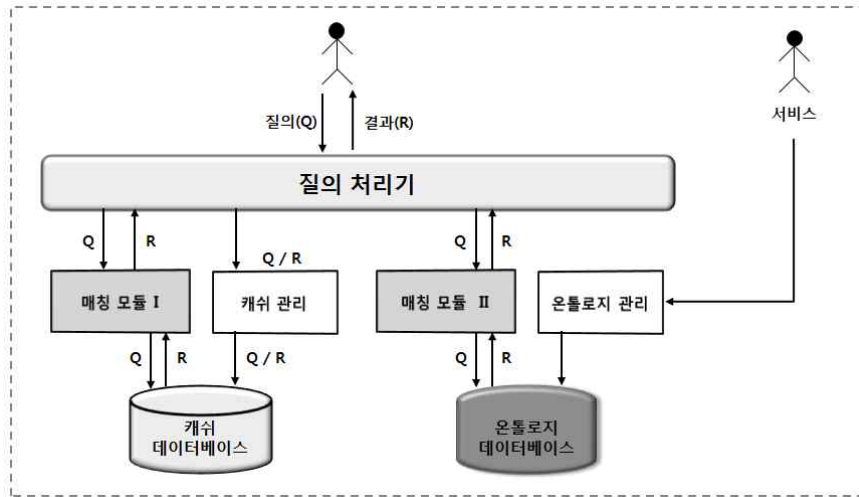 질의(Q)
결과(R)
서비스
질의 처리기
Q
R
Q / R
Q
R
매칭 모듈 I
캐쉬 관리
매칭 모듈 II
온톨로지 관리
Q
R
Q / R
Q
R
캐쉬
데이터베이스
온톨로지
데이터베이스